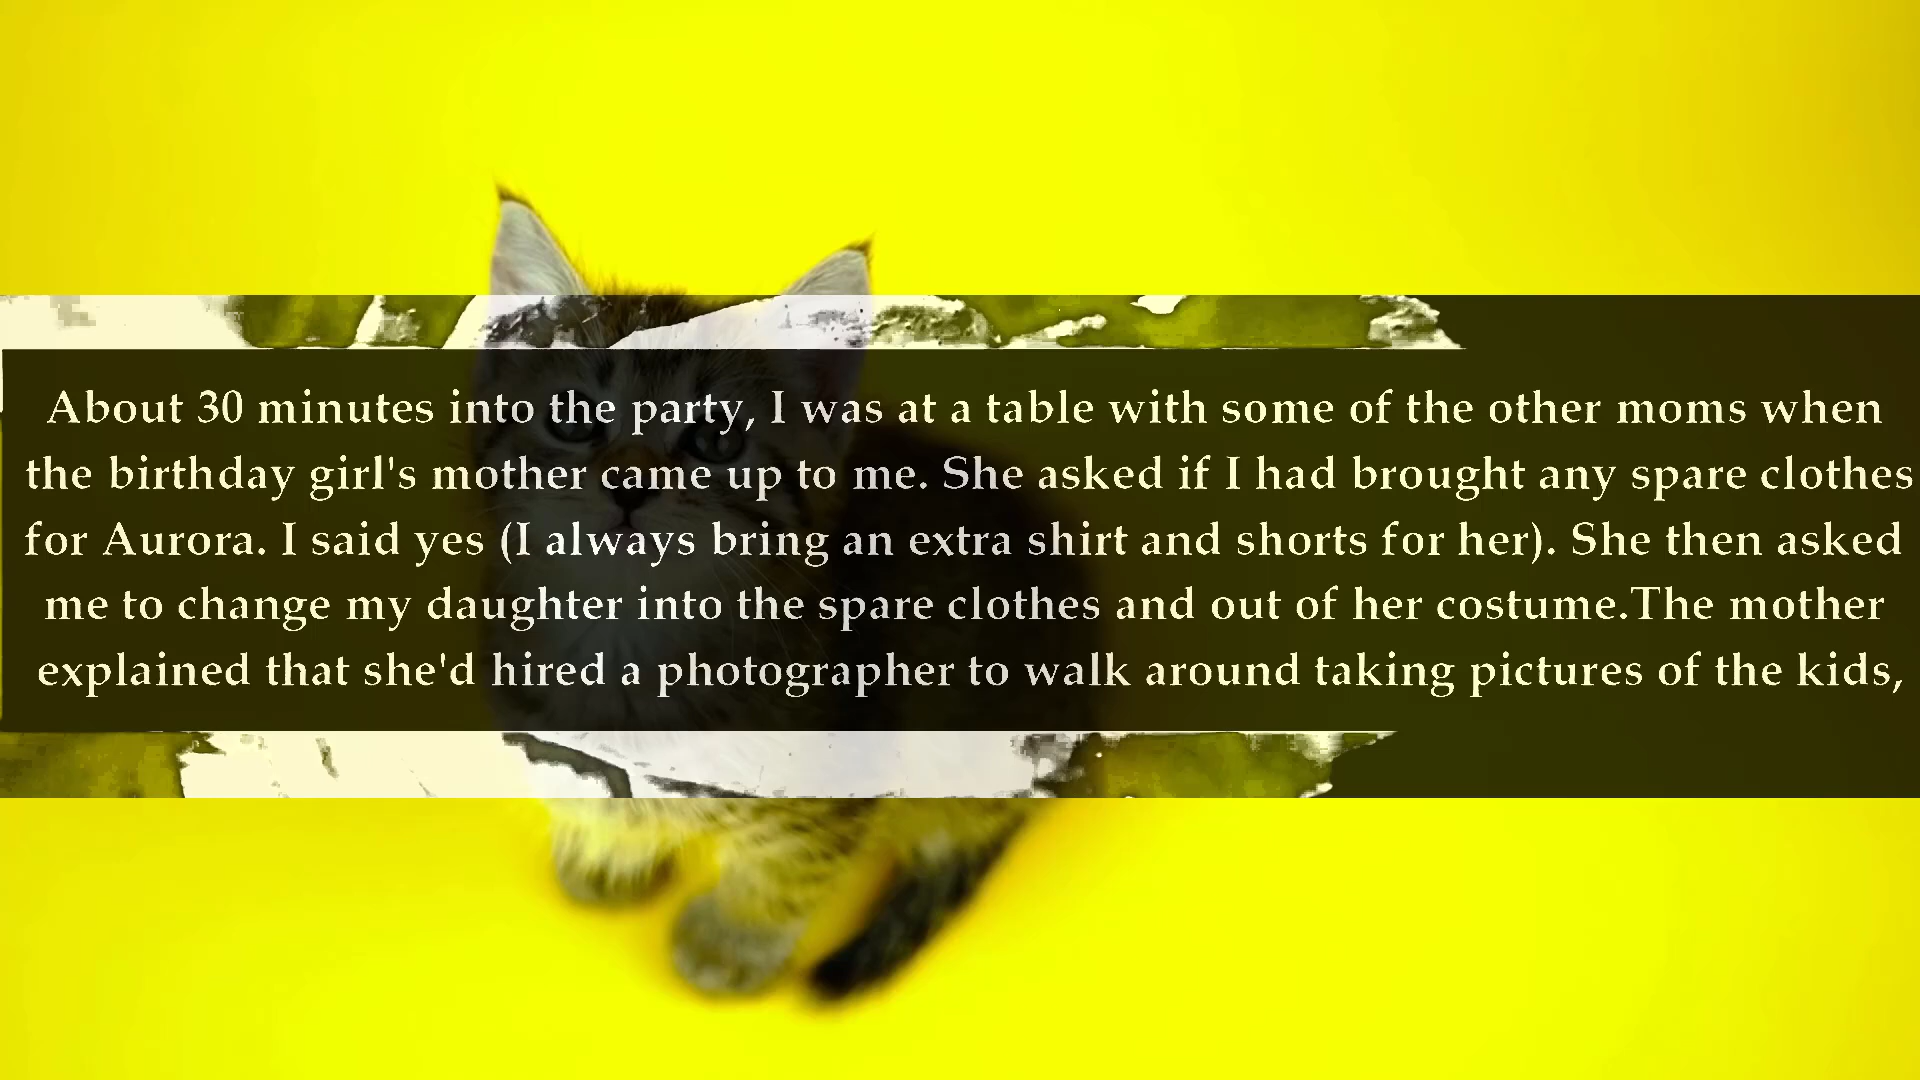 About 30 minutes into the party, I was at a table with some of the other moms when
the birthday girl's mother came up to me. She asked if I had brought any spare clothes
for Aurora. I said yes (I always bring an extra shirt and shorts for her). She then asked
me to change my daughter into the spare clothes and out of her costume.The mother
explained that she'd hired a photographer to walk around taking pictures of the kids,